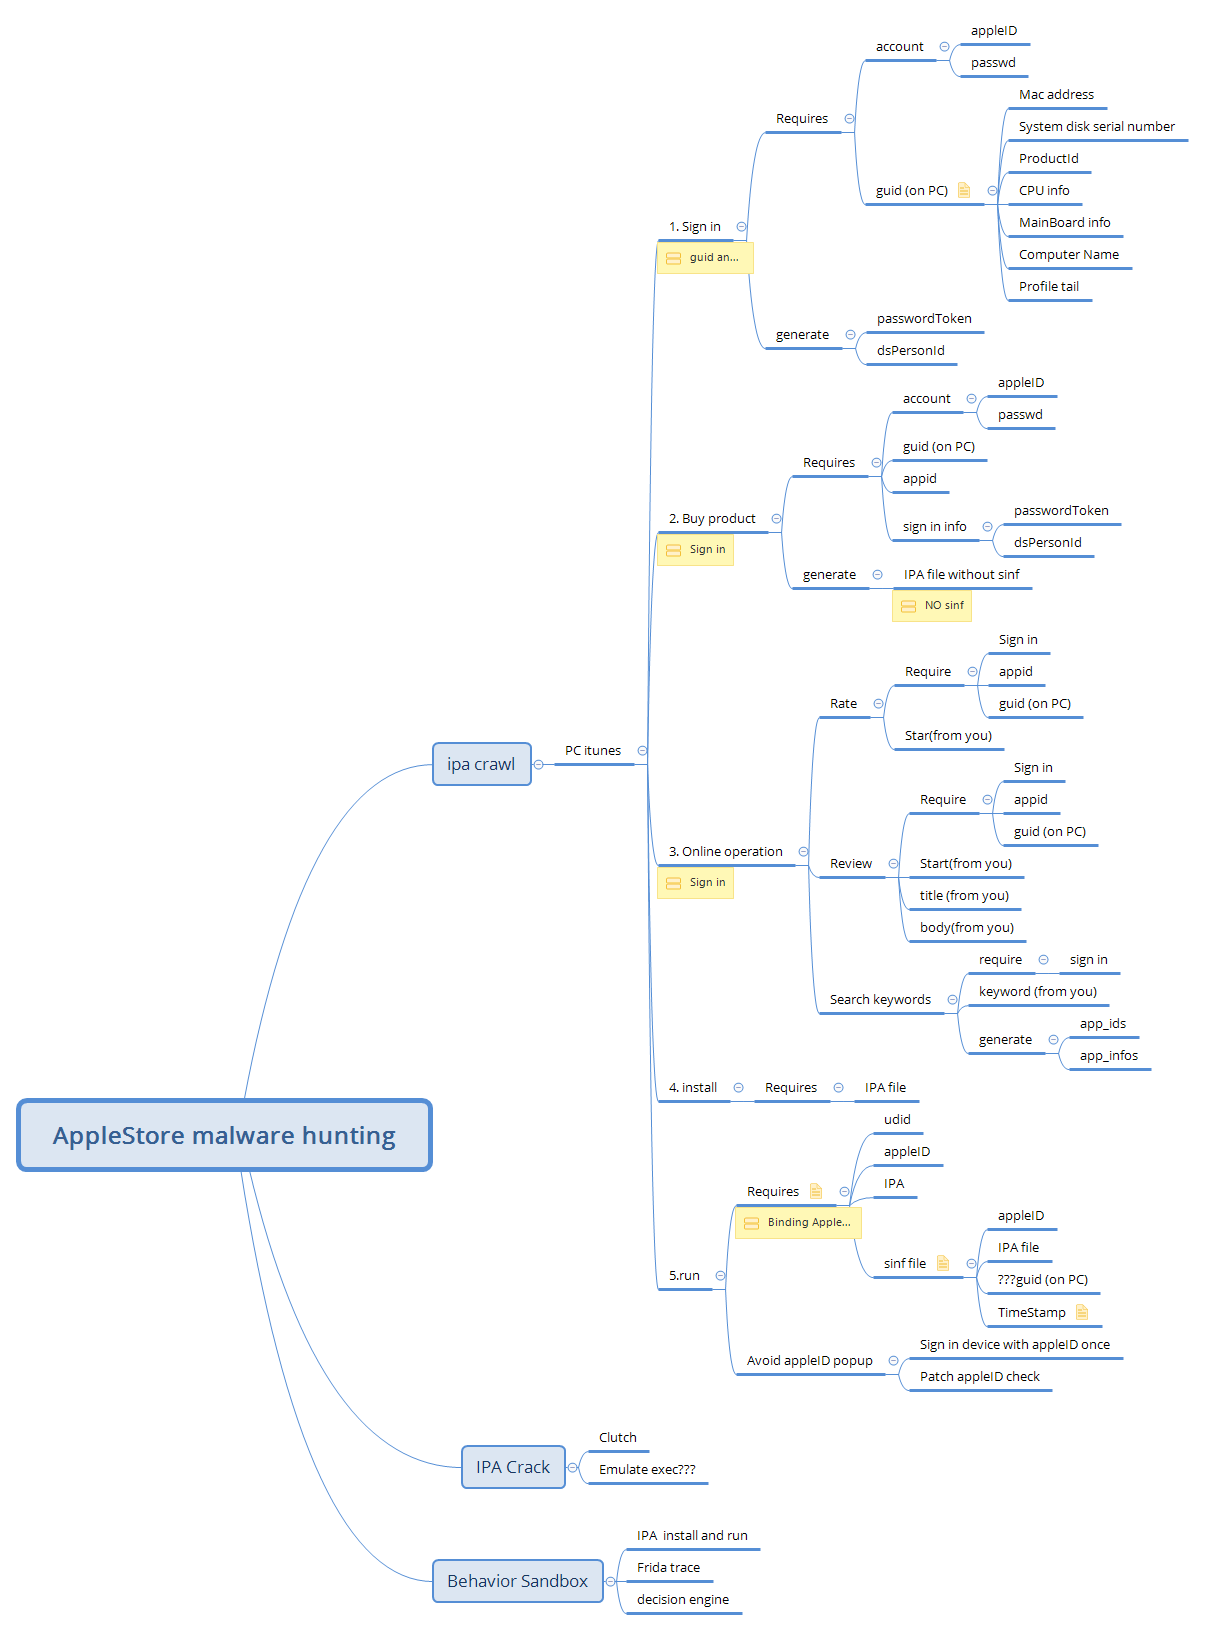 AppleStore malware hunting
ipa crawl
PC itunes
1. Sign in
guid an...
Requires
account
appleID
passwd
guid (on PC)
Mac address
System disk serial number
ProductId
CPU info
MainBoard info
Computer Name
Profile tail
generate
passwordToken
dsPersonId
2. Buy product
Sign in
Requires
account
appleID
passwd
guid (on PC)
appid
sign in info
passwordToken
dsPersonId
generate
IPA file without sinf
NO sinf
3. Online operation
Sign in
Rate
Require
Sign in
appid
guid (on PC)
Star(from you)
Review
Require
Sign in
appid
guid (on PC)
Start(from you)
title (from you)
body(from you)
Search keywords
require
sign in
keyword (from you)
generate
app_ids
app_infos
4. install
Requires
IPA file
5.run
Requires
Binding Apple...
udid
appleID
IPA
sinf file
appleID
IPA file
???guid (on PC)
TimeStamp
Avoid appleID popup
Sign in device with appleID once
Patch appleID check
IPA Crack
Clutch
Emulate exec???
Behavior Sandbox
IPA  install and run
Frida trace
decision engine